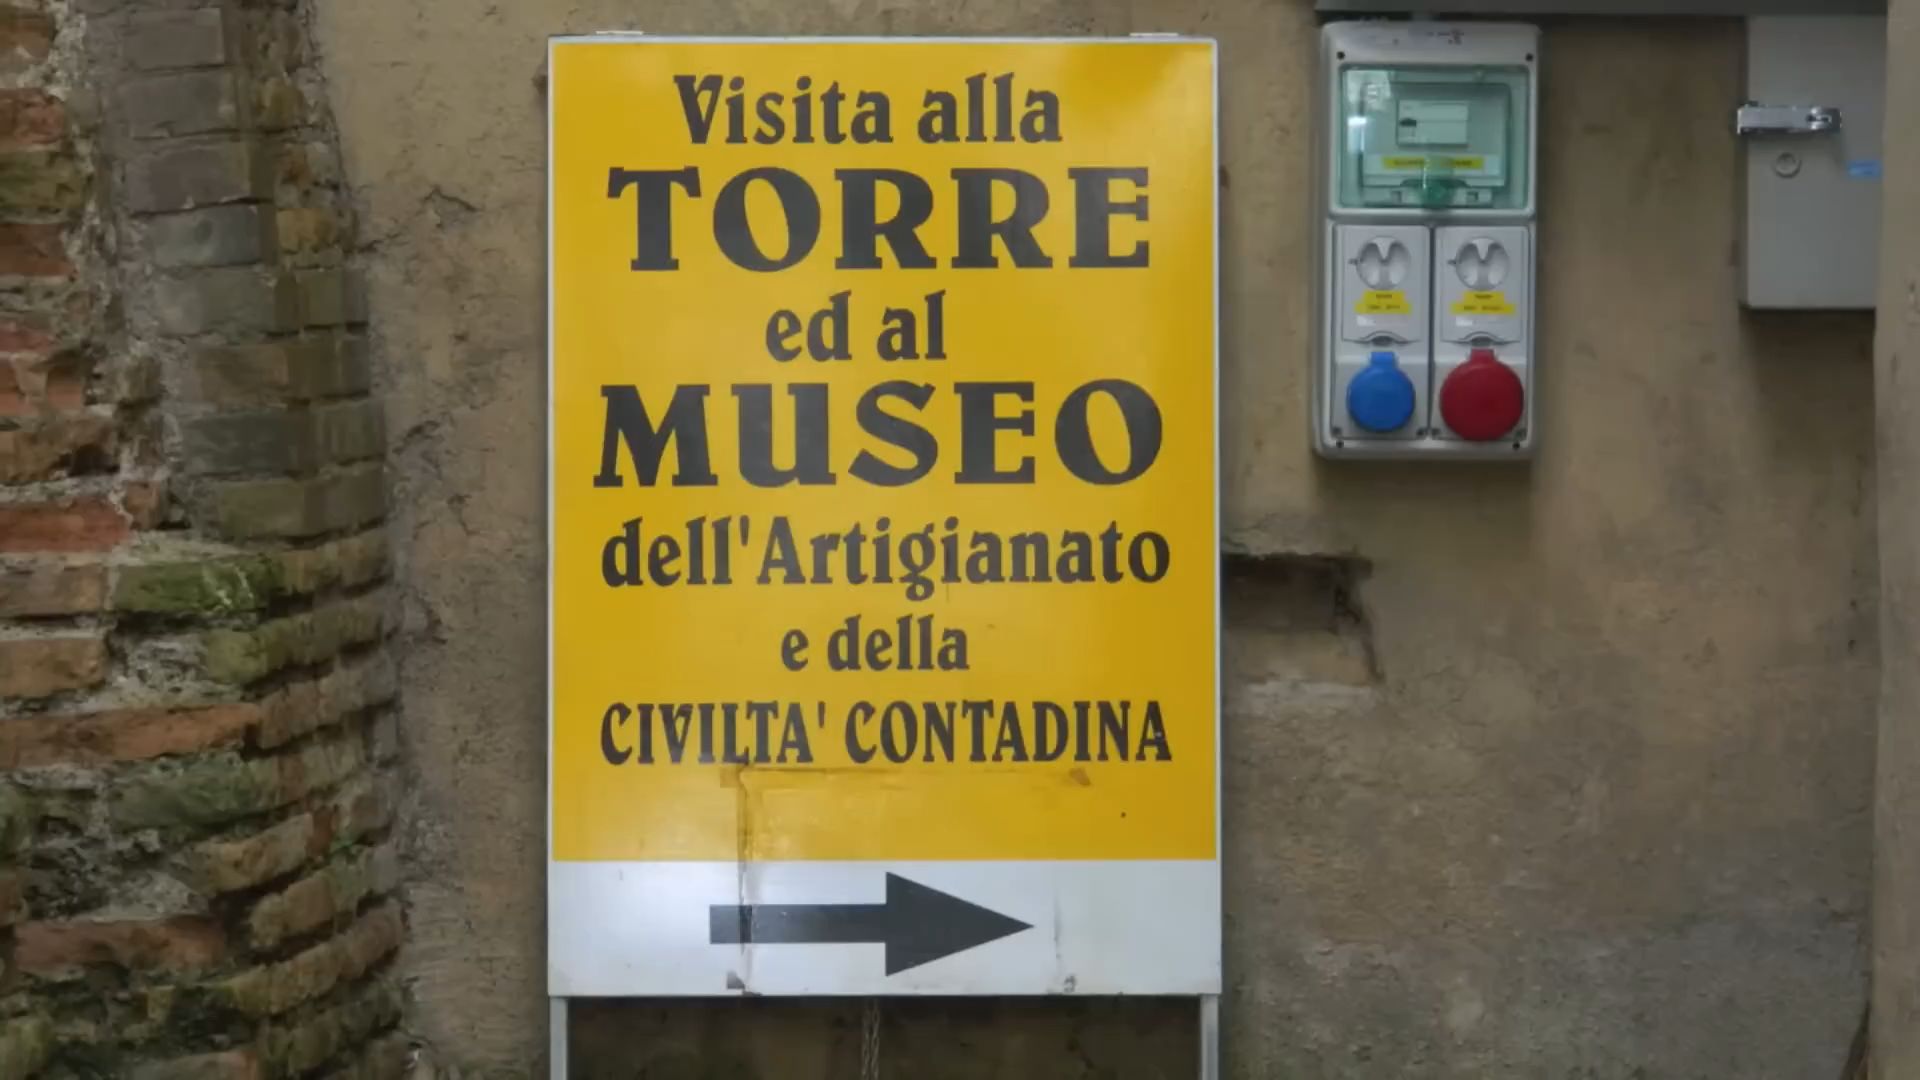 Visita alla
TORRE
ed al
MUSEO
dell'Artigianato
e della
CIVILTA' CONTADINA